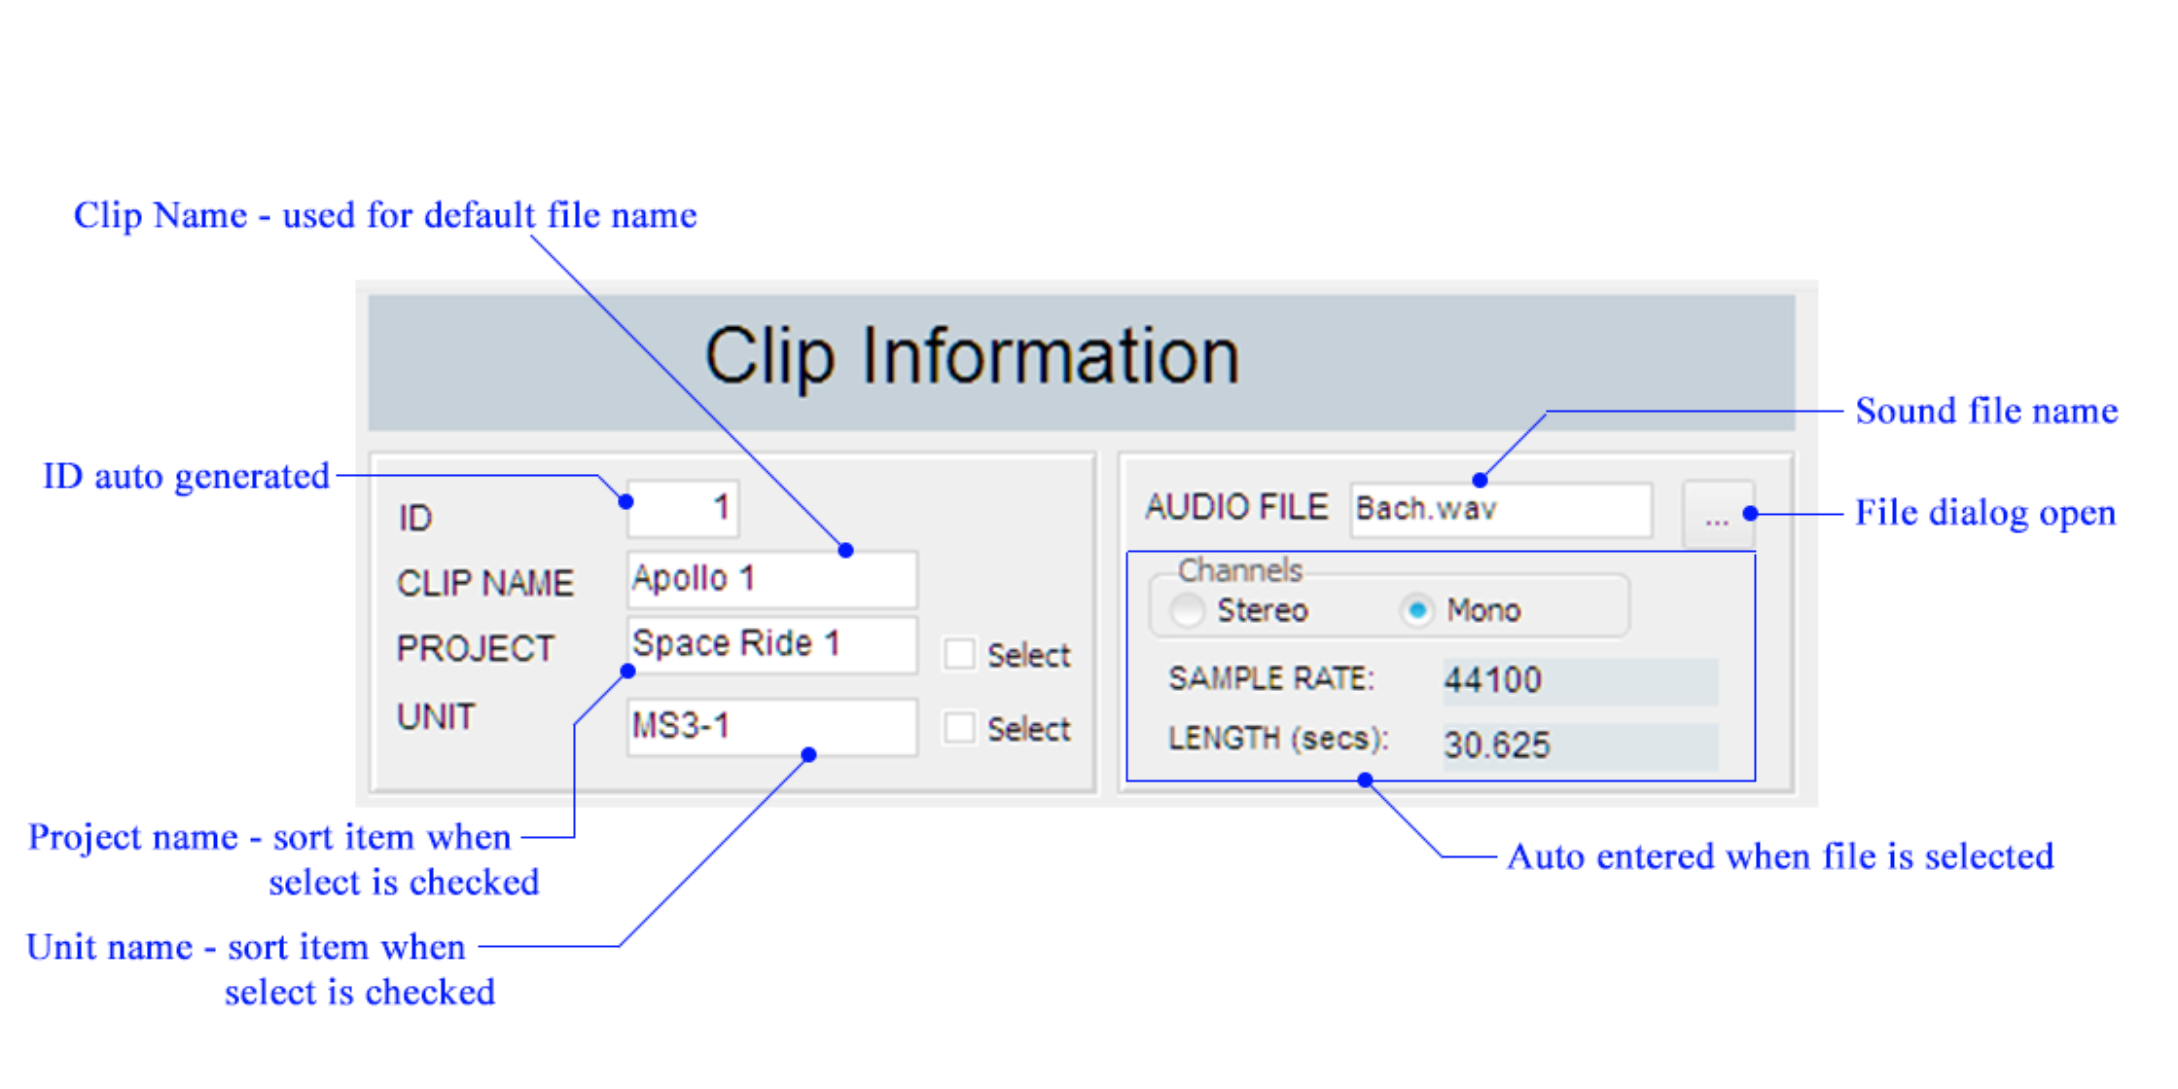 Clip Name - used for default file name
Clip Information
Sound file name
ID auto generated
ID 1
AUDIO FILE Bach.wav ...
File dialog open
CLIP NAME Apollo 1
Channels
Stereo Mono
PROJECT Space Ride 1 Select
SAMPLE RATE: 44100
UNIT MS3-1 Select
LENGTH (secs): 30.625
Project name - sort item when
select is checked
Auto entered when file is selected
Unit name - sort item when
select is checked